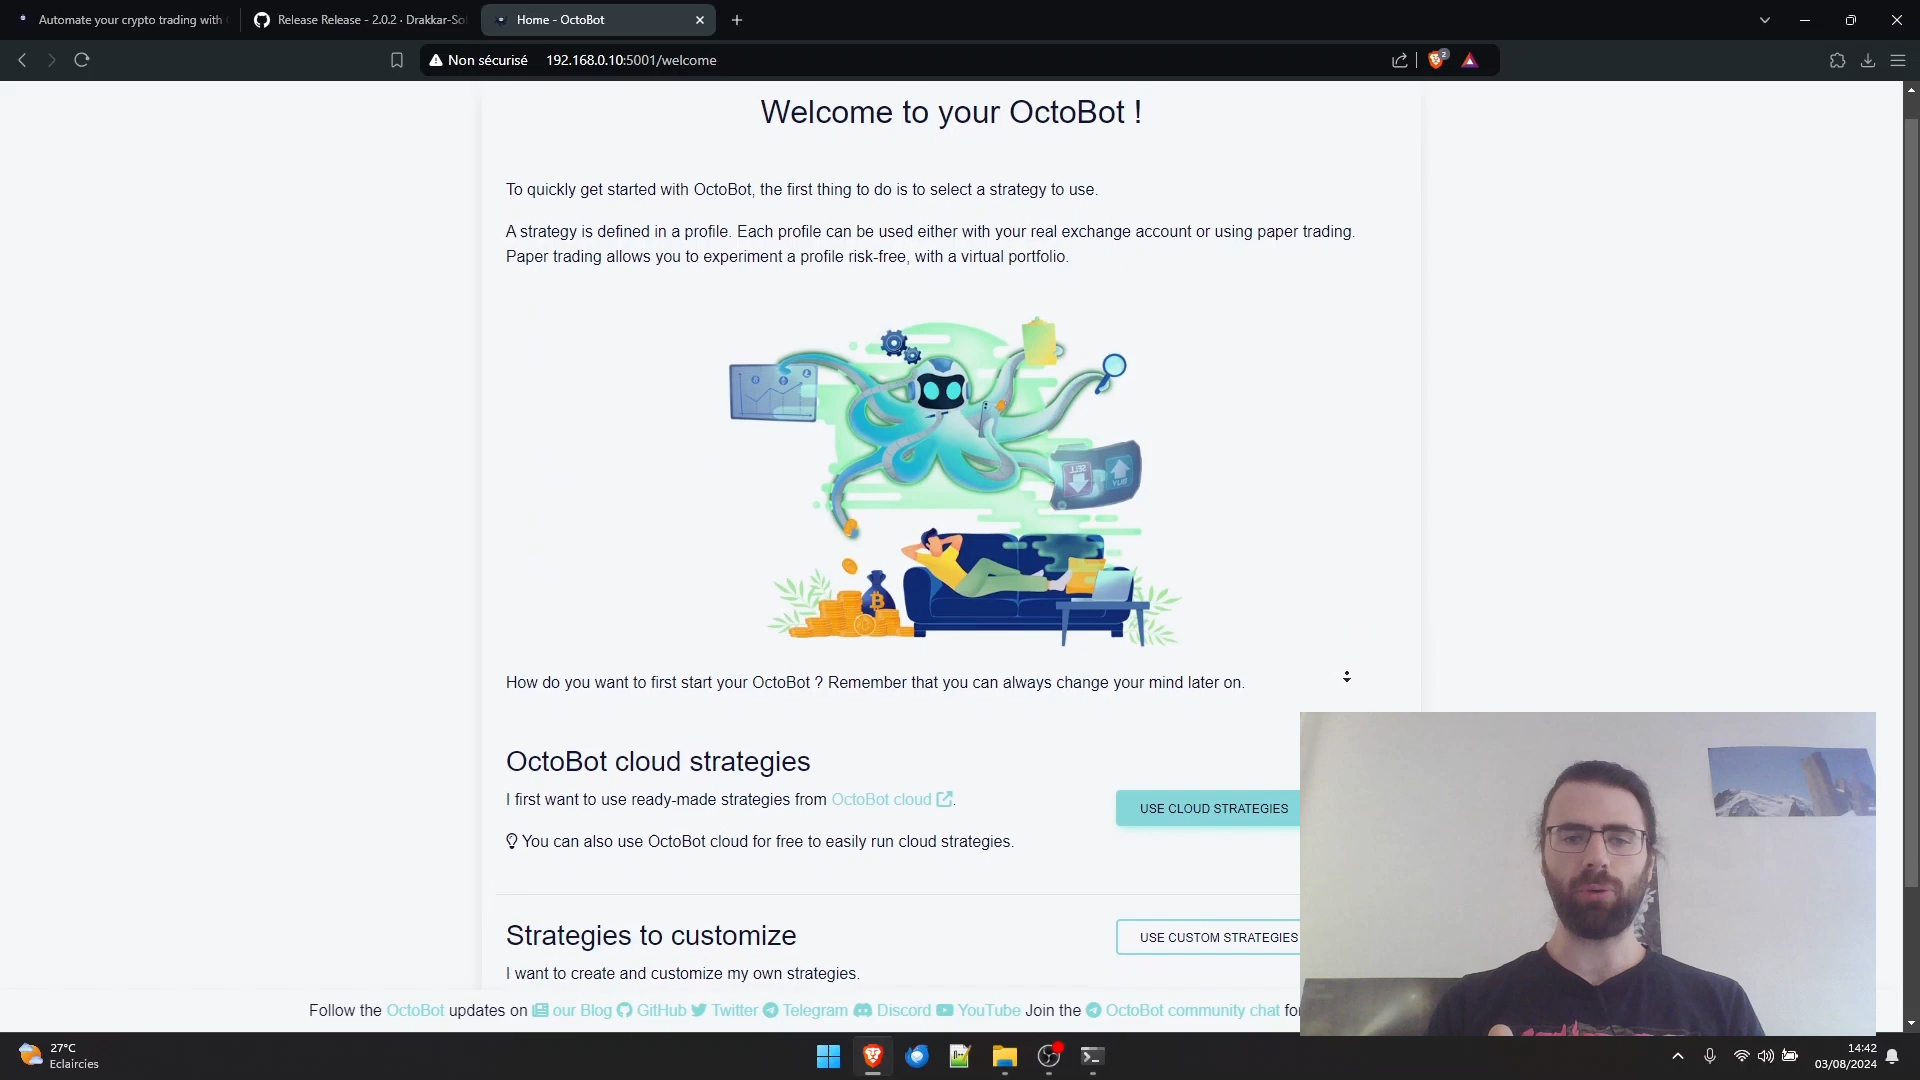 Automate your crypto trading with
Release Release - 2.0.2 · Drakkar-So
Home - OctoBot
Non sécurisé
192.168.0.10:5001/welcome
2
Welcome to your OctoBot !
To quickly get started with OctoBot, the first thing to do is to select a strategy to use.
A strategy is defined in a profile. Each profile can be used either with your real exchange account or using paper trading.
Paper trading allows you to experiment a profile risk-free, with a virtual portfolio.
SELL
BUY
How do you want to first start your OctoBot ? Remember that you can always change your mind later on.
OctoBot cloud strategies
I first want to use ready-made strategies from OctoBot cloud .
USE CLOUD STRATEGIES
You can also use OctoBot cloud for free to easily run cloud strategies.
Strategies to customize
USE CUSTOM STRATEGIES
I want to create and customize my own strategies.
Follow the OctoBot updates on our Blog GitHub Twitter Telegram Discord YouTube Join the OctoBot community chat for
27°C
Eclaircies
14:42
03/08/2024